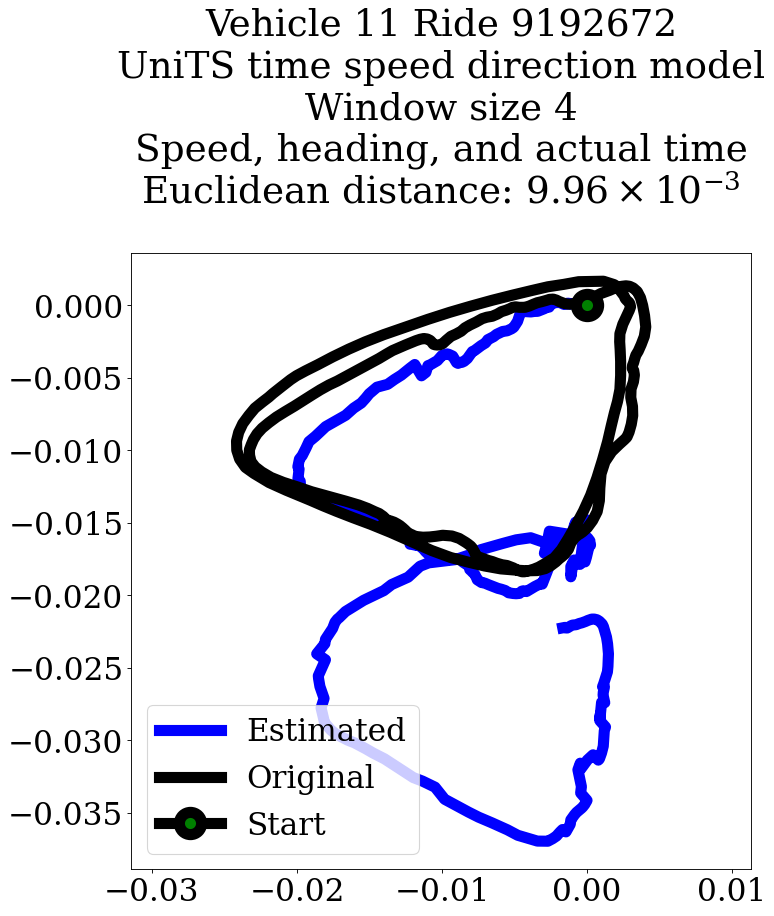 Vehicle 11 Ride 9192672
UniTS time speed direction model
Window size 4
Speed, heading, and actual time
Euclidean distance: 9.96 × 10⁻³
0.000
−0.005
−0.010
−0.015
−0.020
−0.025
−0.030
−0.035
Estimated
Original
Start
−0.03 −0.02 −0.01 0.00 0.01